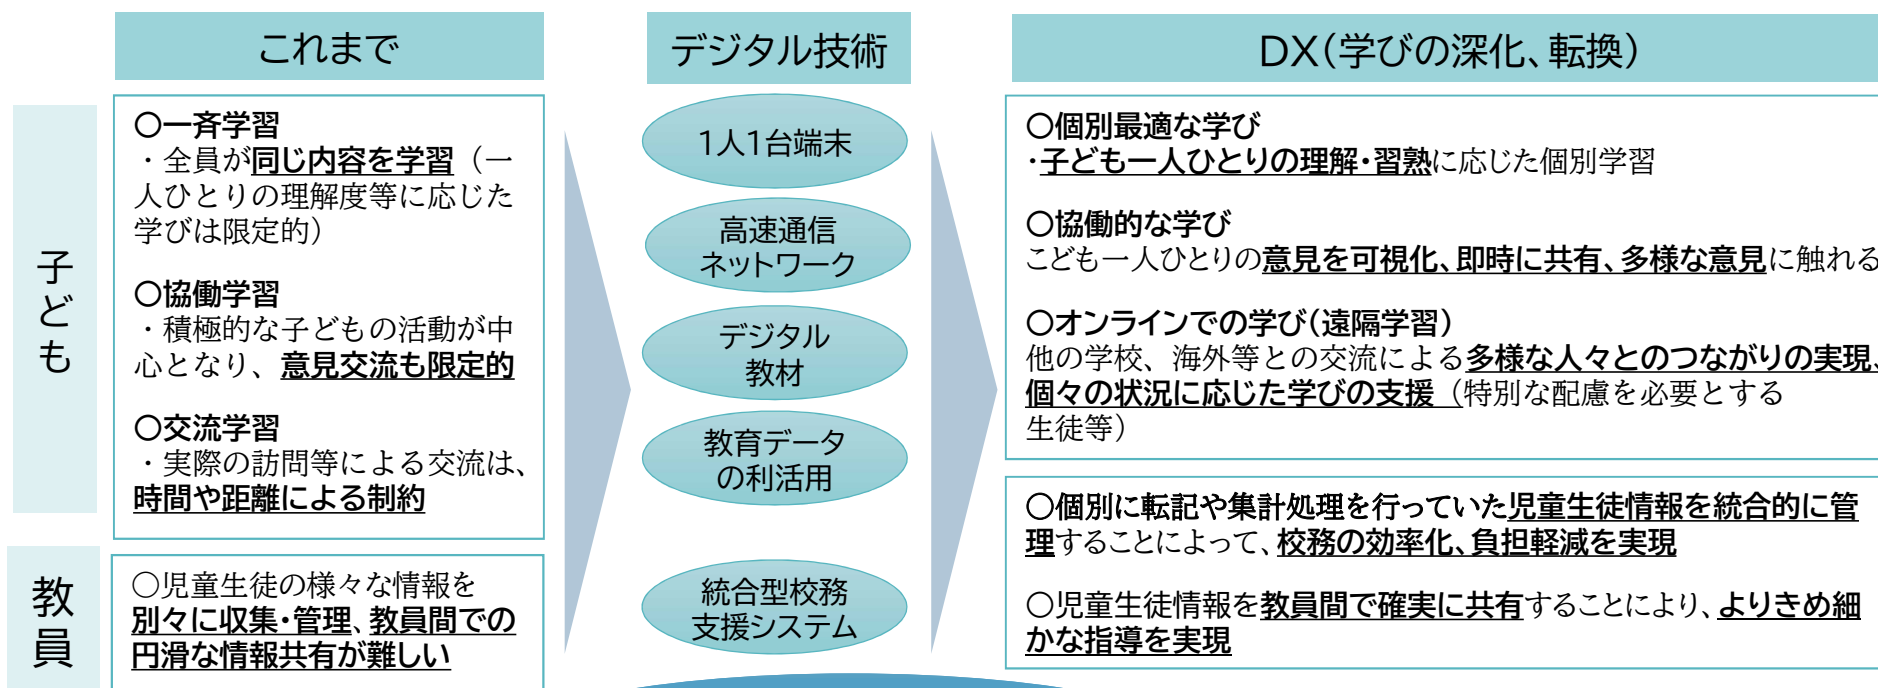 これまで
デジタル技術
DX(学びの深化、転換)
子ども
〇一斉学習
・全員が同じ内容を学習（一
人ひとりの理解度等に応じた
学びは限定的）
〇協働学習
・積極的な子どもの活動が中
心となり、意見交流も限定的
〇交流学習
・実際の訪問等による交流は、
時間や距離による制約
1人1台端末
高速通信
ネットワーク
デジタル
教材
教育データ
の利活用
〇個別最適な学び
・子ども一人ひとりの理解・習熟に応じた個別学習
〇協働的な学び
こども一人ひとりの意見を可視化、即時に共有、多様な意見に触れる
〇オンラインでの学び(遠隔学習)
他の学校、海外等との交流による多様な人々とのつながりの実現、
個々の状況に応じた学びの支援（特別な配慮を必要とする
生徒等）
教員
〇児童生徒の様々な情報を
別々に収集・管理、教員間での
円滑な情報共有が難しい
統合型校務
支援システム
〇個別に転記や集計処理を行っていた児童生徒情報を統合的に管
理することによって、校務の効率化、負担軽減を実現
〇児童生徒情報を教員間で確実に共有することにより、よりきめ細
かな指導を実現